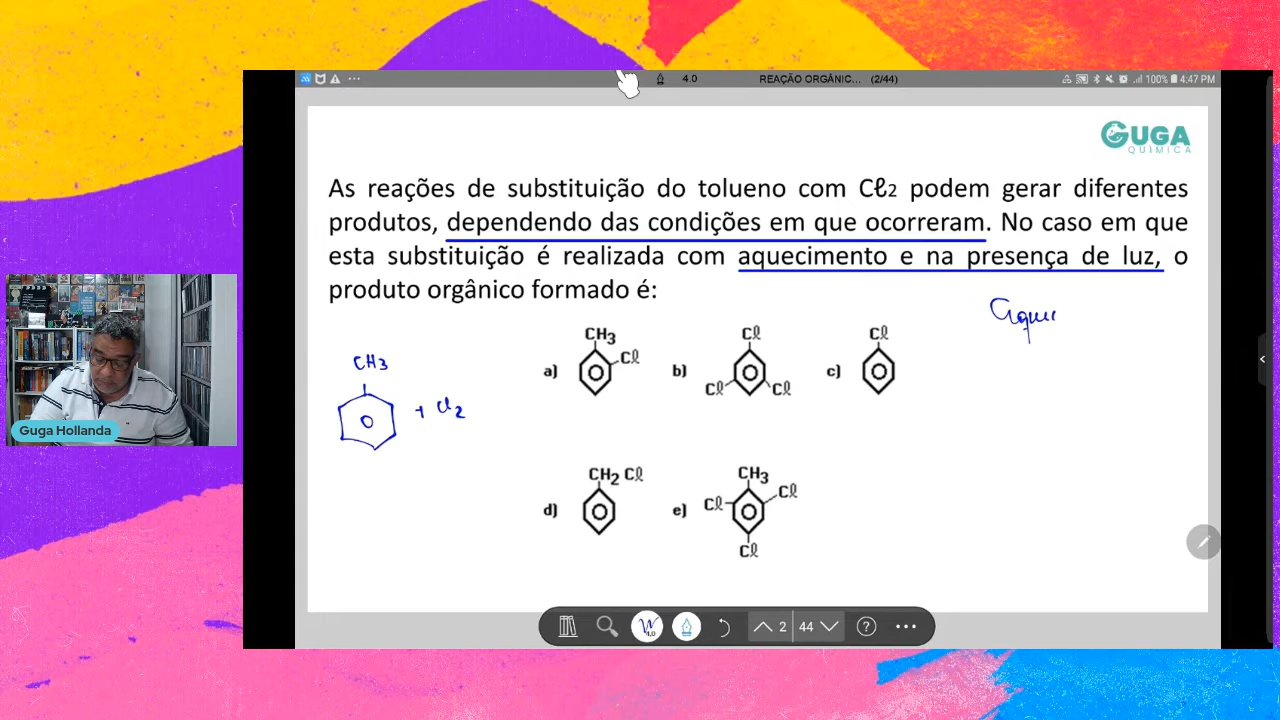 4.0 REAÇÃO ORGÂNIC... (2/44) 100% 4:47 PM
GUGA
QUÍMICA
As reações de substituição do tolueno com Cℓ2 podem gerar diferentes
produtos, dependendo das condições em que ocorreram. No caso em que
esta substituição é realizada com aquecimento e na presença de luz, o
produto orgânico formado é:
CH3
+ Cl2
a) CH3 Cℓ
b) Cℓ Cℓ Cℓ
c) Cℓ
d) CH2 Cℓ
e) CH3 Cℓ Cℓ Cℓ
Guga Hollanda
4,0
2 44
?